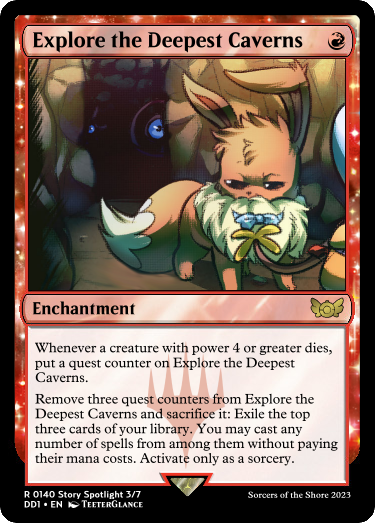 Explore the Deepest Caverns
Enchantment
Whenever a creature with power 4 or greater dies,
put a quest counter on Explore the Deepest
Caverns.
Remove three quest counters from Explore the
Deepest Caverns and sacrifice it: Exile the top
three cards of your library. You may cast any
number of spells from among them without paying
their mana costs. Activate only as a sorcery.
R 0140 Story Spotlight 3/7
DD1 • EN TeeterGlance
Sorcers of the Shore 2023